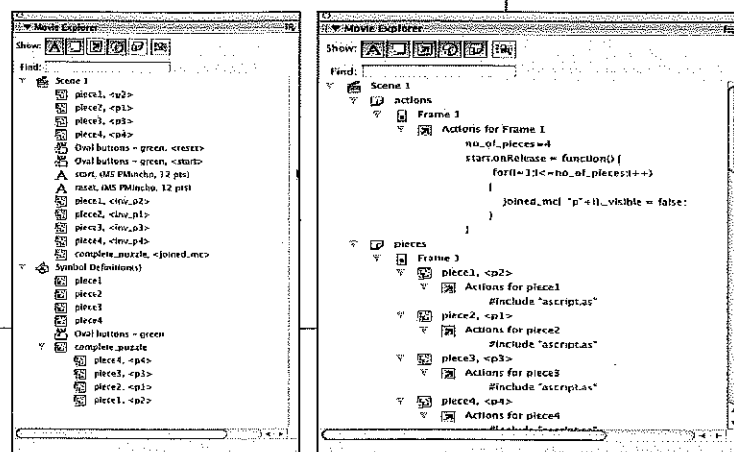 Movie Explorer
Show:
Find:
Scene 1
piece1, <p2>
piece2, <p1>
piece3, <p3>
piece4, <p4>
Oval buttons - green, <reset>
Oval buttons - green, <start>
start, (MS PMincho, 12 pts)
reset, (MS PMincho, 12 pts)
piece1, <inv_p2>
piece2, <inv_p1>
piece3, <inv_p3>
piece4, <inv_p4>
complete_puzzle, <joined_mc>
Symbol Definition(s)
piece1
piece2
piece3
piece4
Oval buttons - green
complete_puzzle
piece4, <p4>
piece3, <p3>
piece2, <p1>
piece1, <p2>
Movie Explorer
Show:
Find:
Scene 1
actions
Frame 1
Actions for Frame 1
no_of_pieces=4
start.onRelease = function() {
for(i=1;i<=no_of_pieces;i++)
{
joined_mc[ "p"+i]._visible = false;
}
}
pieces
Frame 1
piece1, <p2>
Actions for piece1
#include "ascript.as"
piece2, <p1>
Actions for piece2
#include "ascript.as"
piece3, <p3>
Actions for piece3
#include "ascript.as"
piece4, <p4>
Actions for piece4
#include "ascript.as"